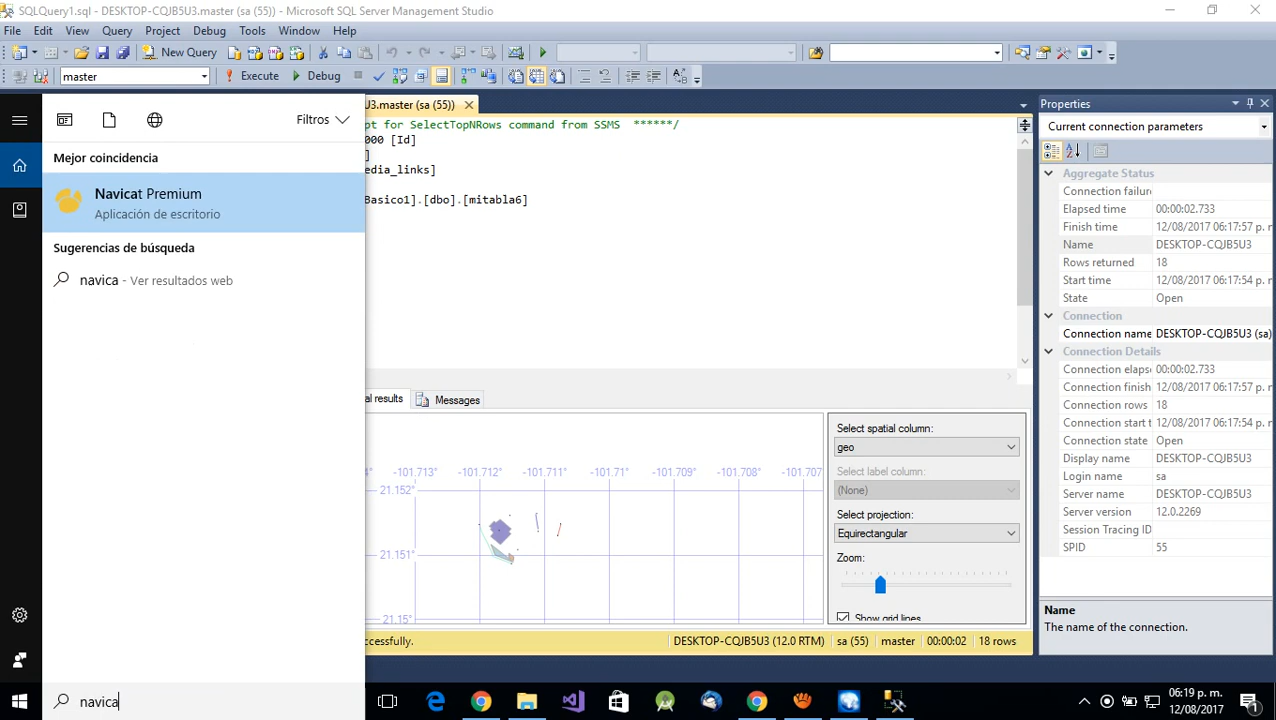 SQLQuery1.sql - DESKTOP-CQJB5U3.master (sa (55)) - Microsoft SQL Server Management Studio
File Edit View Query Project Debug Tools Window Help
New Query
master Execute Debug
U3.master (sa (55))
Properties
Filtros
Mejor coincidencia
Navicat Premium
Aplicación de escritorio
Sugerencias de búsqueda
navica - Ver resultados web
pt for SelectTopNRows command from SSMS ******/
000 [Id]
]
edia_links]
Basico1].[dbo].[mitabla6]
al results Messages
-101.713° -101.712° -101.711° -101.71° -101.709° -101.708° -101.707
21.152°
21.151°
21.15°
Select spatial column:
geo
Select label column:
(None)
Select projection:
Equirectangular
Zoom:
Show grid lines
Current connection parameters
Aggregate Status
Connection failure
Elapsed time 00:00:02.733
Finish time 12/08/2017 06:17:57 p. m
Name DESKTOP-CQJB5U3
Rows returned 18
Start time 12/08/2017 06:17:54 p. m
State Open
Connection
Connection name DESKTOP-CQJB5U3 (sa)
Connection Details
Connection elaps 00:00:02.733
Connection finish 12/08/2017 06:17:57 p. m
Connection rows 18
Connection start t 12/08/2017 06:17:54 p. m
Connection state Open
Display name DESKTOP-CQJB5U3
Login name sa
Server name DESKTOP-CQJB5U3
Server version 12.0.2269
Session Tracing ID
SPID 55
Name
The name of the connection.
ccessfully. DESKTOP-CQJB5U3 (12.0 RTM) sa (55) master 00:00:02 18 rows
navica
06:19 p. m.
12/08/2017
1